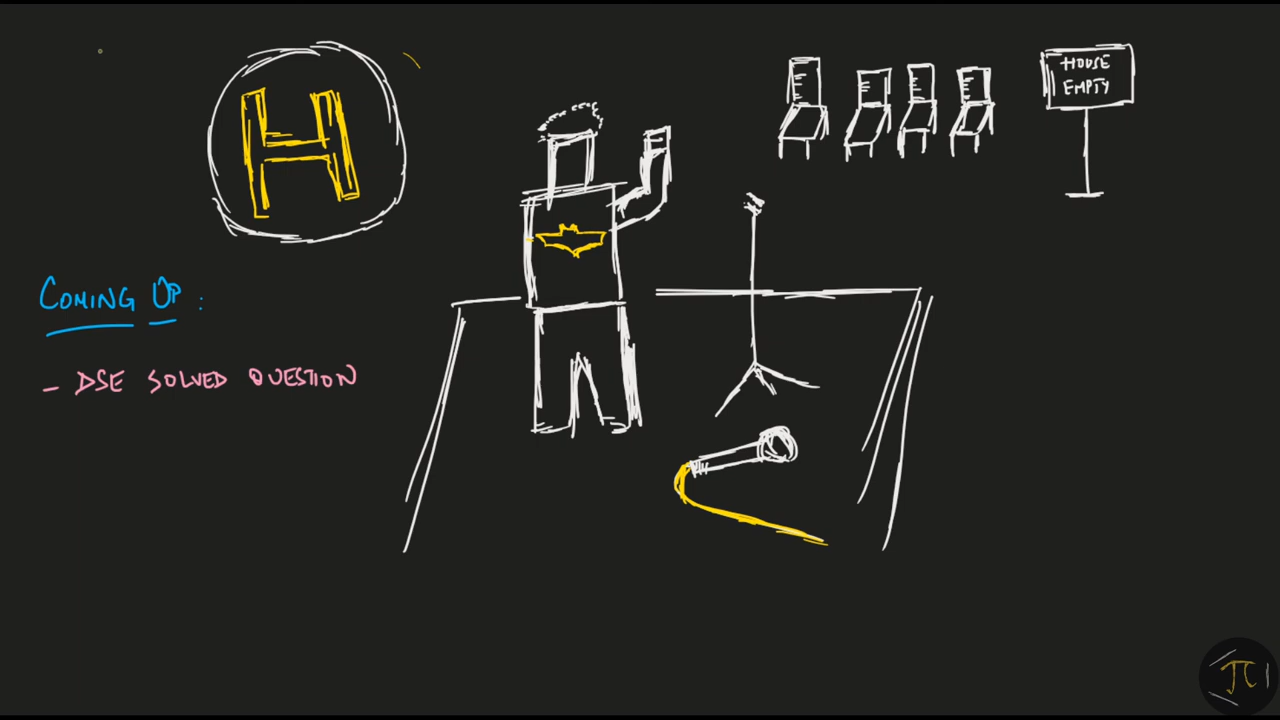 H
HOUSE
EMPTY
COMING UP :
- DSE SOLVED QUESTION
π